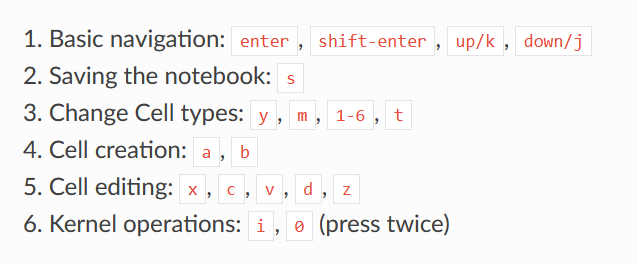 1. Basic navigation: enter, shift-enter, up/k, down/j
2. Saving the notebook: s
3. Change Cell types: y, m, 1-6, t
4. Cell creation: a, b
5. Cell editing: x, c, v, d, z
6. Kernel operations: i, 0 (press twice)